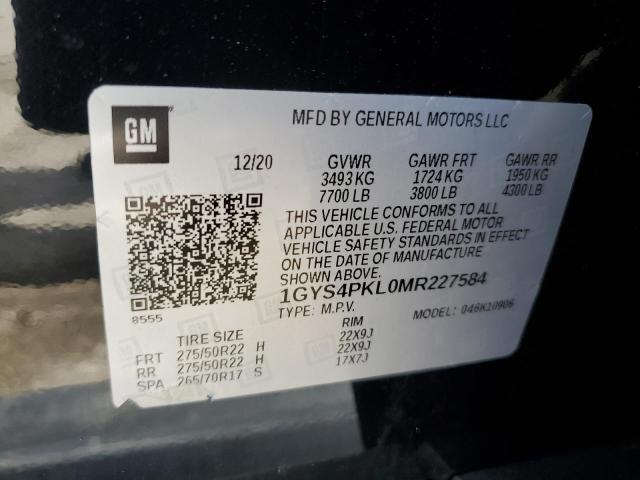 GM
MFD BY GENERAL MOTORS LLC
12/20 GVWR GAWR FRT GAWR RR
3493 KG 1724 KG 1950 KG
7700 LB 3800 LB 4300 LB
THIS VEHICLE CONFORMS TO ALL
APPLICABLE U.S. FEDERAL MOTOR
VEHICLE SAFETY STANDARDS IN EFFECT
ON THE DATE OF MANUFACTURE
SHOWN ABOVE.
1GYS4PKL0MR227584
8555
TYPE: M.P.V. MODEL: 046K10906
TIRE SIZE RIM
FRT 275/50R22 H 22X9J
RR 275/50R22 H 22X9J
SPA 265/70R17 S 17X7J